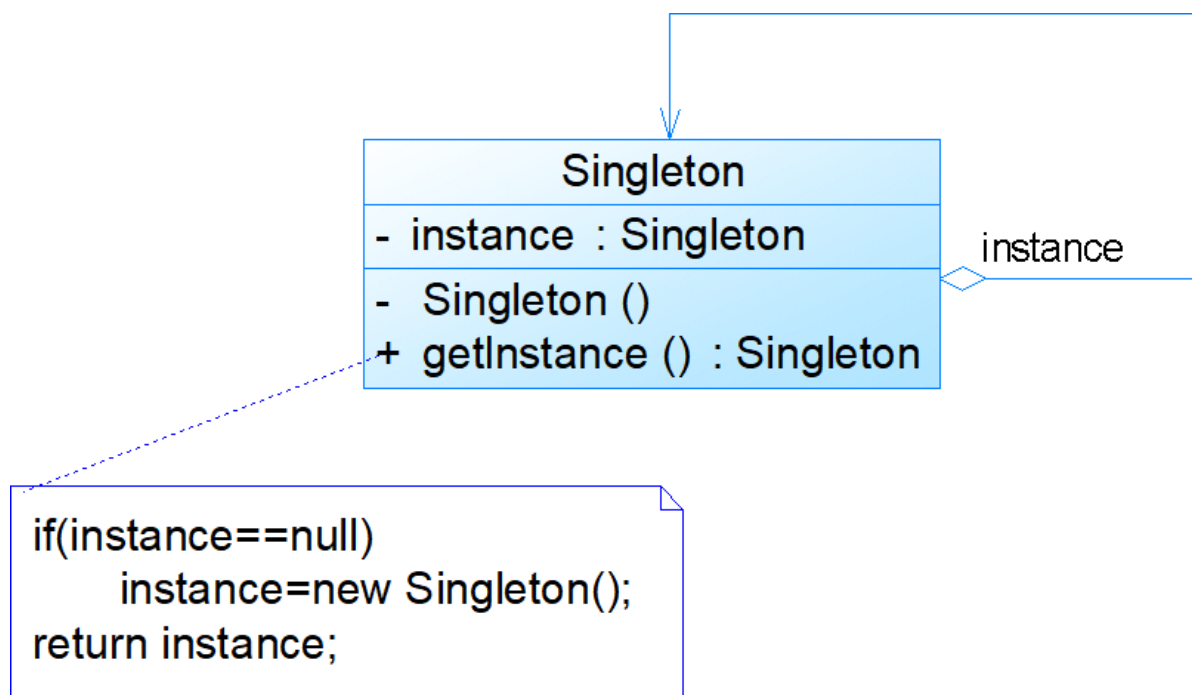 Singleton
- instance : Singleton
instance
- Singleton ()
+ getInstance () : Singleton
if(instance==null)
instance=new Singleton();
return instance;